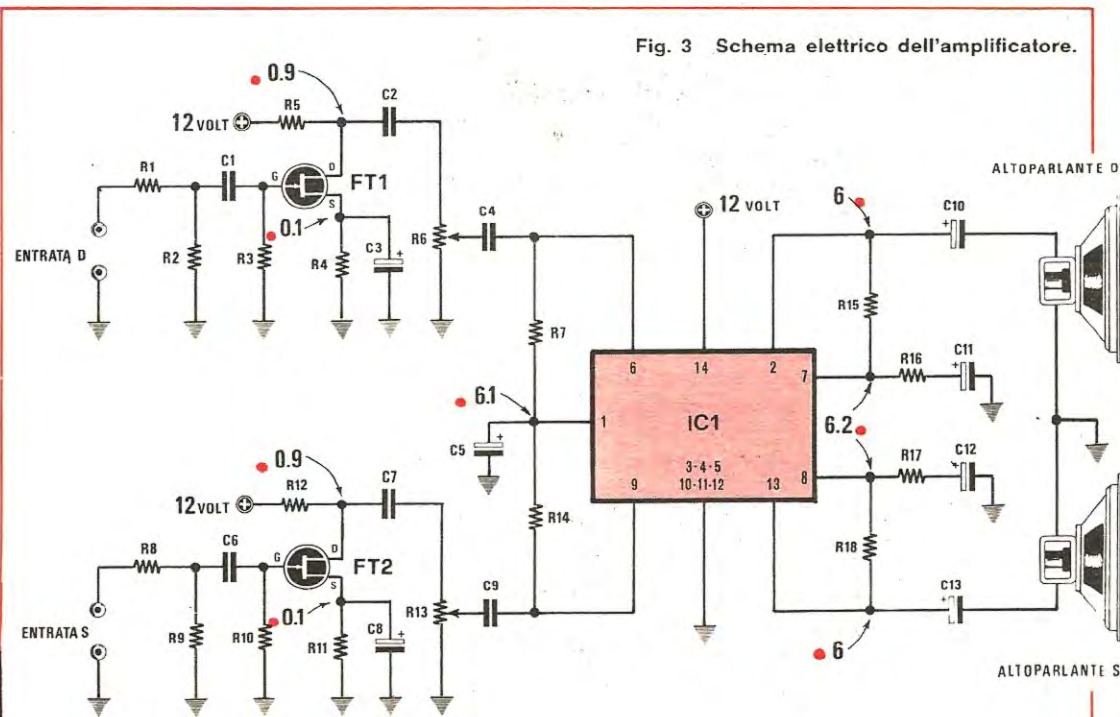 Fig. 3 Schema elettrico dell'amplificatore.
0.9
C2
R5
12 VOLT
R1
C1
G
D
S
FT1
ENTRATA D
R2
R3
0.1
R4
C3
+
R6
C4
12 VOLT
6
C10
+
ALTOPARLANTE D
R7
R15
R16
C11
+
6
14
2
7
6.1
1
IC1
6.2
C5
+
3-4-5
10-11-12
9
13
8
R17
C12
+
0.9
R12
C7
12 VOLT
R14
R18
R8
C6
G
D
S
FT2
ENTRATA S
R9
R10
0.1
R11
C8
+
R13
C9
C13
+
6
ALTOPARLANTE S